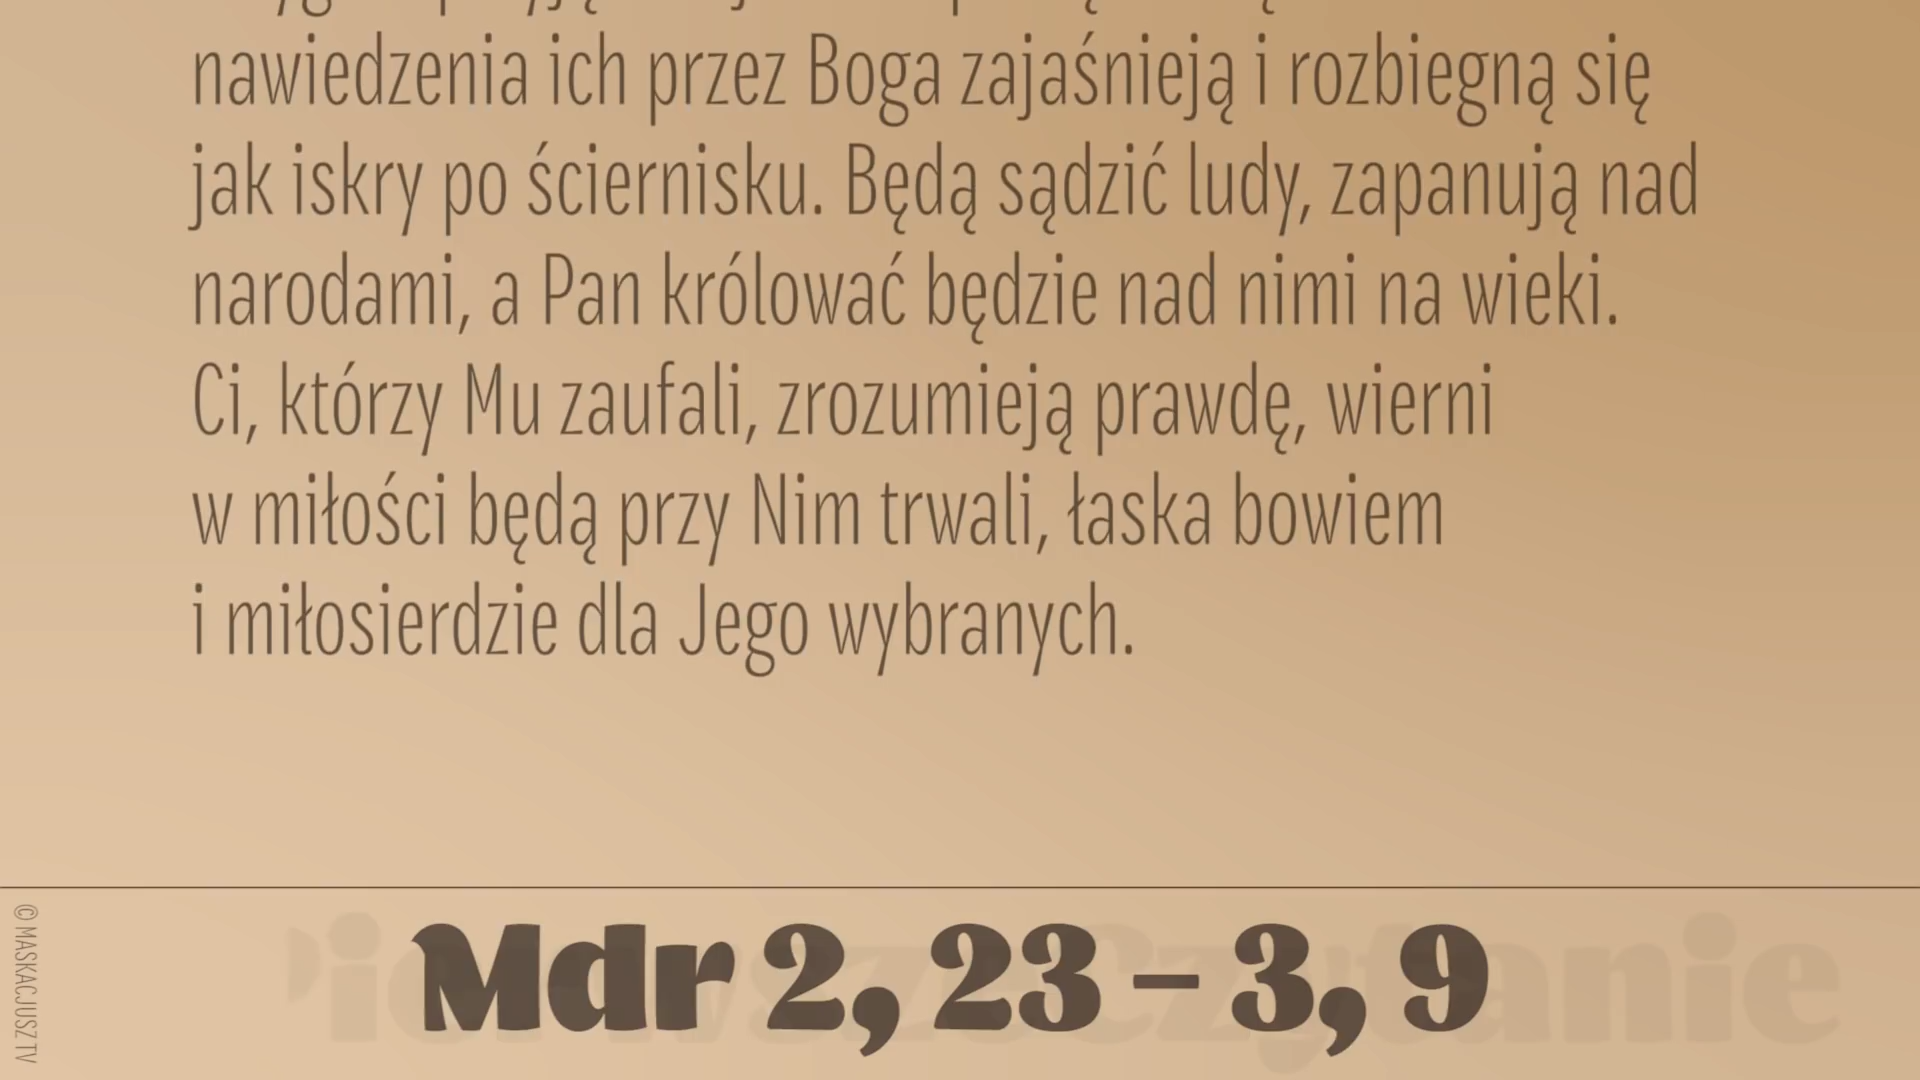 nawiedzenia ich przez Boga zajaśnieją i rozbiegną się
jak iskry po ściernisku. Będą sądzić ludy, zapanują nad
narodami, a Pan królować będzie nad nimi na wieki.
Ci, którzy Mu zaufali, zrozumieją prawdę, wierni
w miłości będą przy Nim trwali, łaska bowiem
i miłosierdzie dla Jego wybranych.
Mdr 2, 23 – 3, 9
© MASKACJUSZ TV